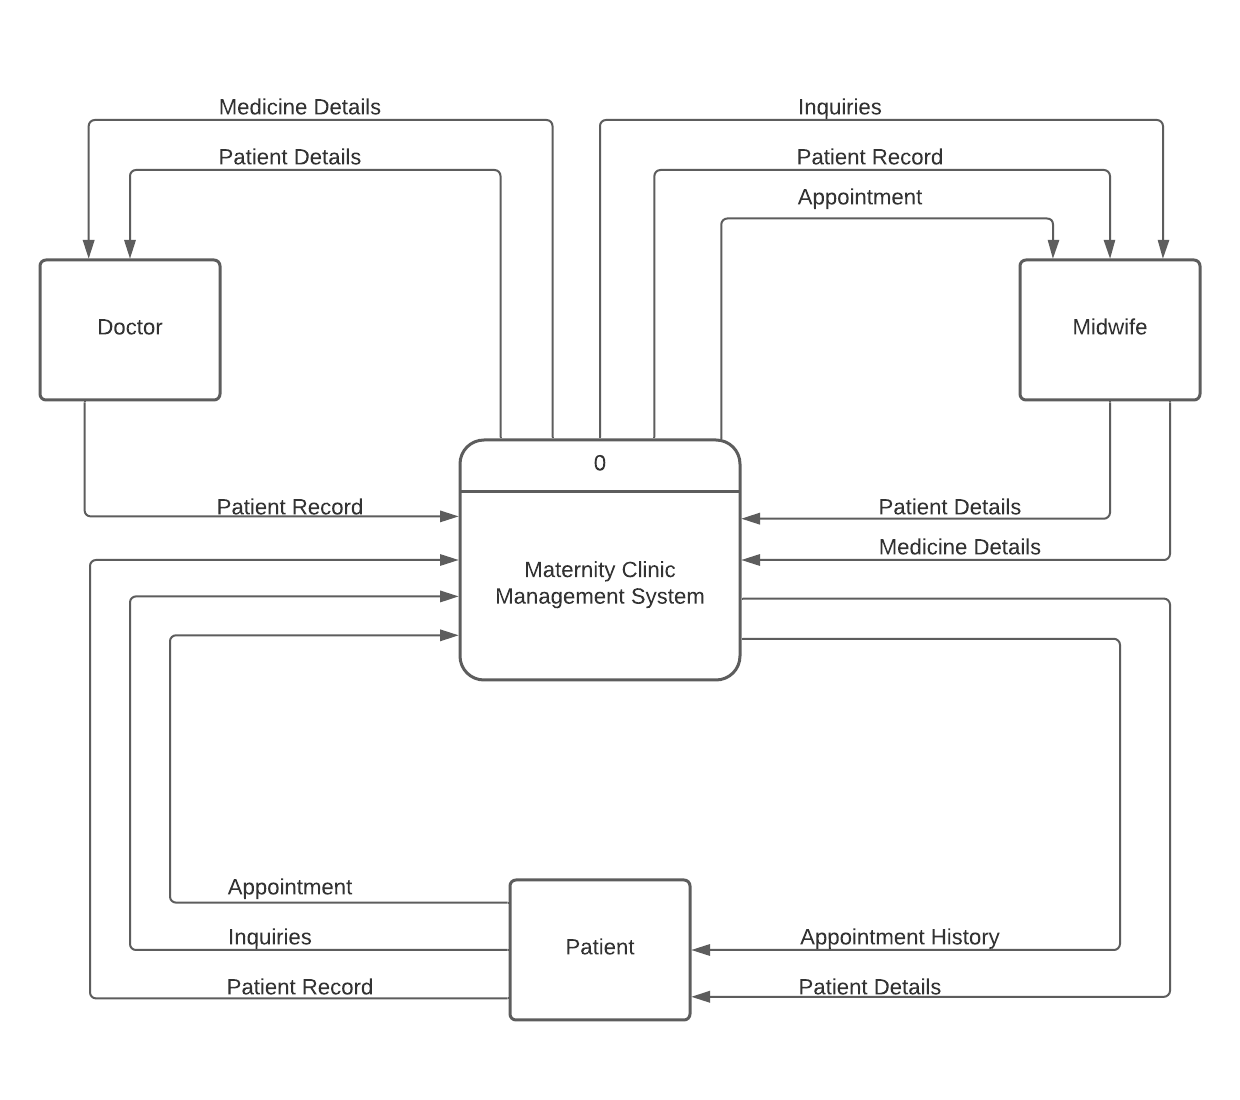 Medicine Details
Inquiries
Patient Details
Patient Record
Appointment
Doctor
Midwife
0
Patient Record
Patient Details
Medicine Details
Maternity Clinic
Management System
Appointment
Inquiries
Patient
Appointment History
Patient Record
Patient Details